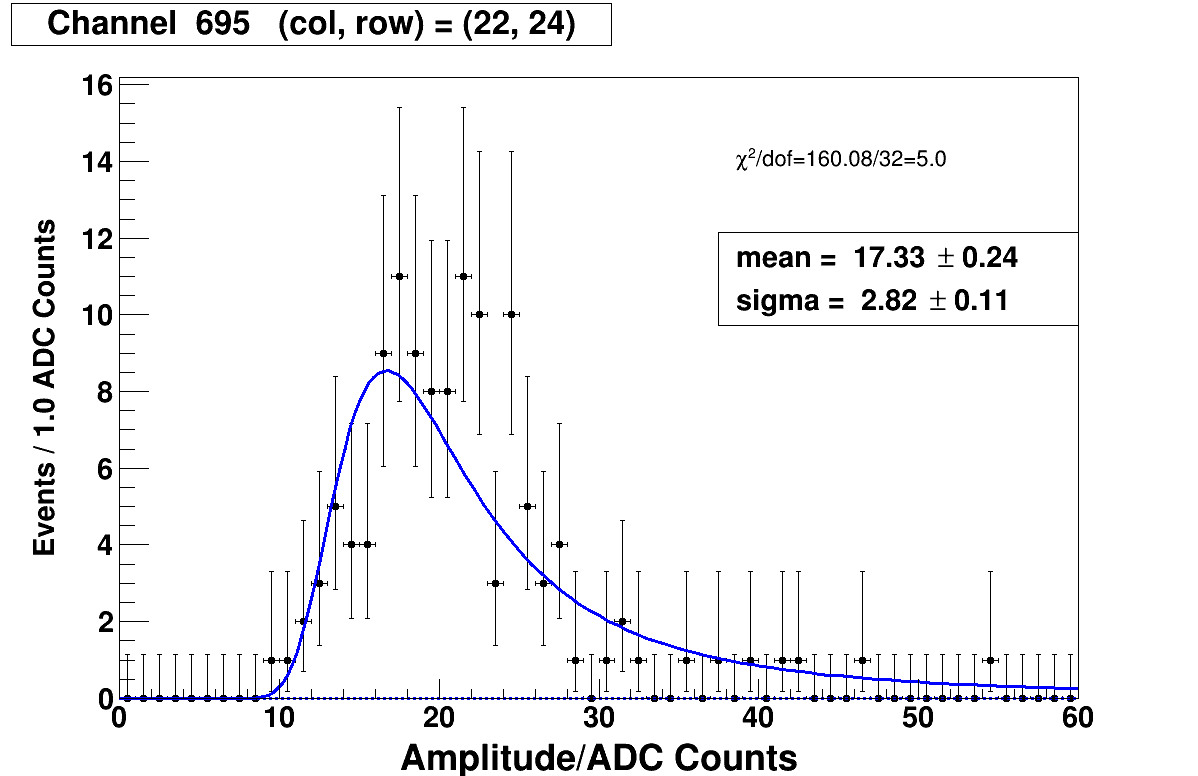 Channel 695 (col, row) = (22, 24)
16
14
12
10
8
6
4
2
0
Events / 1.0 ADC Counts
χ²/dof=160.08/32=5.0
mean = 17.33 ± 0.24
sigma = 2.82 ± 0.11
0 10 20 30 40 50 60
Amplitude/ADC Counts